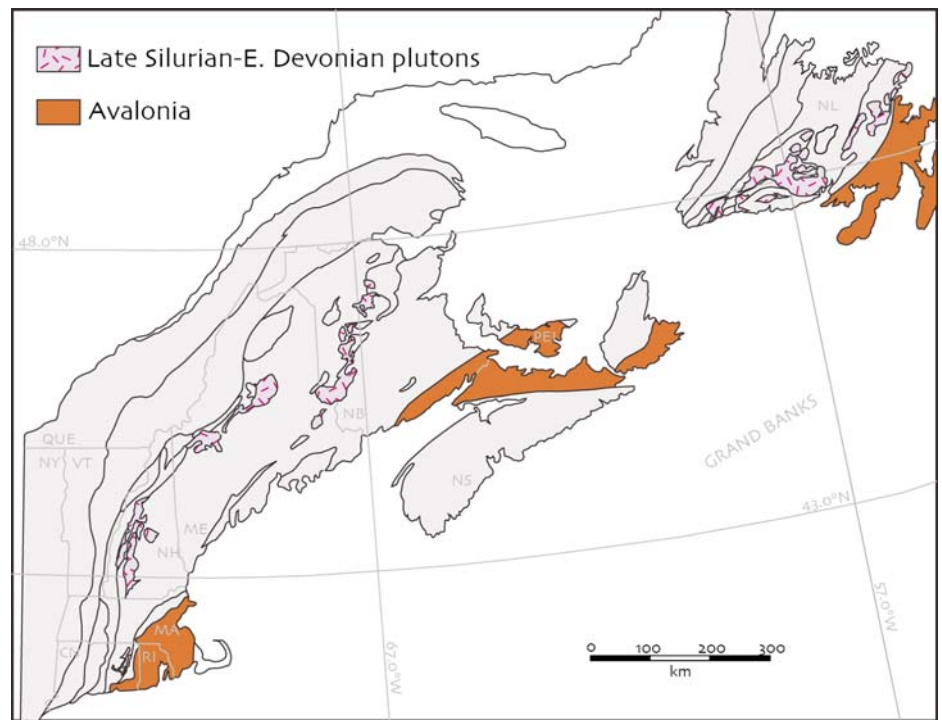 Late Silurian-E. Devonian plutons
Avalonia
NL
48.0°N
PEI
NB
QUE
NY VT
GRAND BANKS
NS
43.0°N
ME
NH
57.0°W
MA
CN
RI
67.0°W
0 100 200 300
km